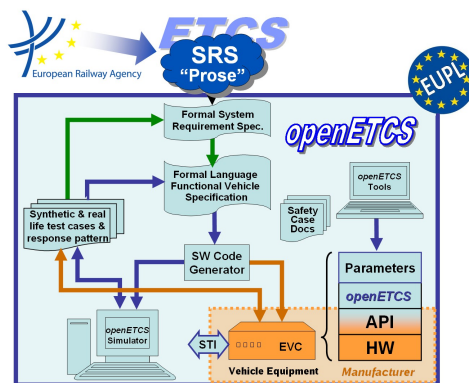 ETCS
SRS
"Prose"
European Railway Agency
EUPL
Formal System
Requirement Spec.
openETCS
Formal Language
Functional Vehicle
Specification
openETCS
Tools
Synthetic & real
life test cases &
response pattern
Safety
Case
Docs
SW Code
Generator
Parameters
openETCS
API
HW
openETCS
Simulator
STI
EVC
Vehicle Equipment
Manufacturer